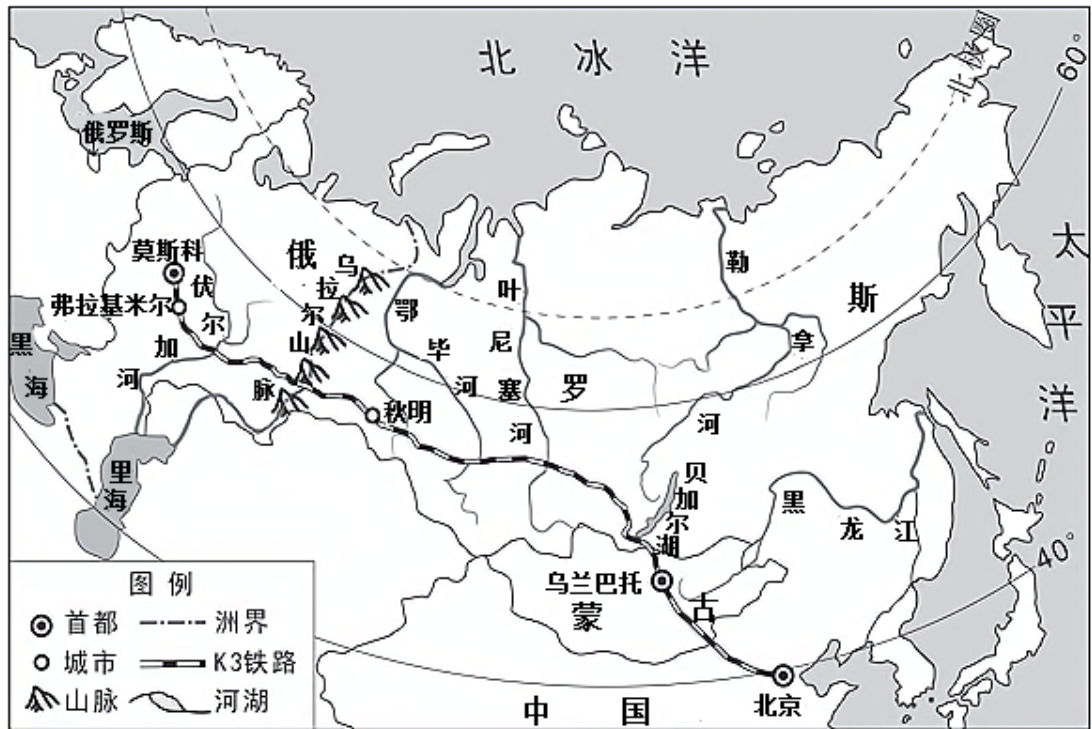 北冰洋
北极圈
60°
俄罗斯
太平洋
莫斯科
弗拉基米尔
伏尔加河
俄罗斯
乌拉尔山脉
鄂毕河
叶尼塞河
勒拿河
黑海
里海
秋明
贝加尔湖
黑龙江
乌兰巴托
蒙古
40°
北京
中国
图例
首都
洲界
城市
K3铁路
山脉
河湖